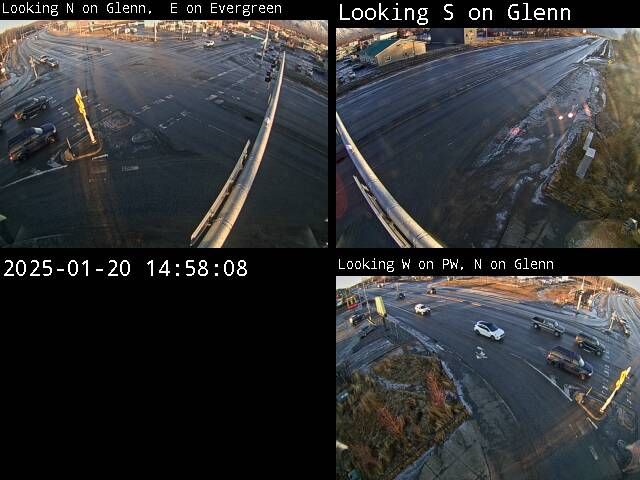 Looking N on Glenn, E on Evergreen
Looking S on Glenn
2025-01-20 14:58:08
Looking W on PW, N on Glenn